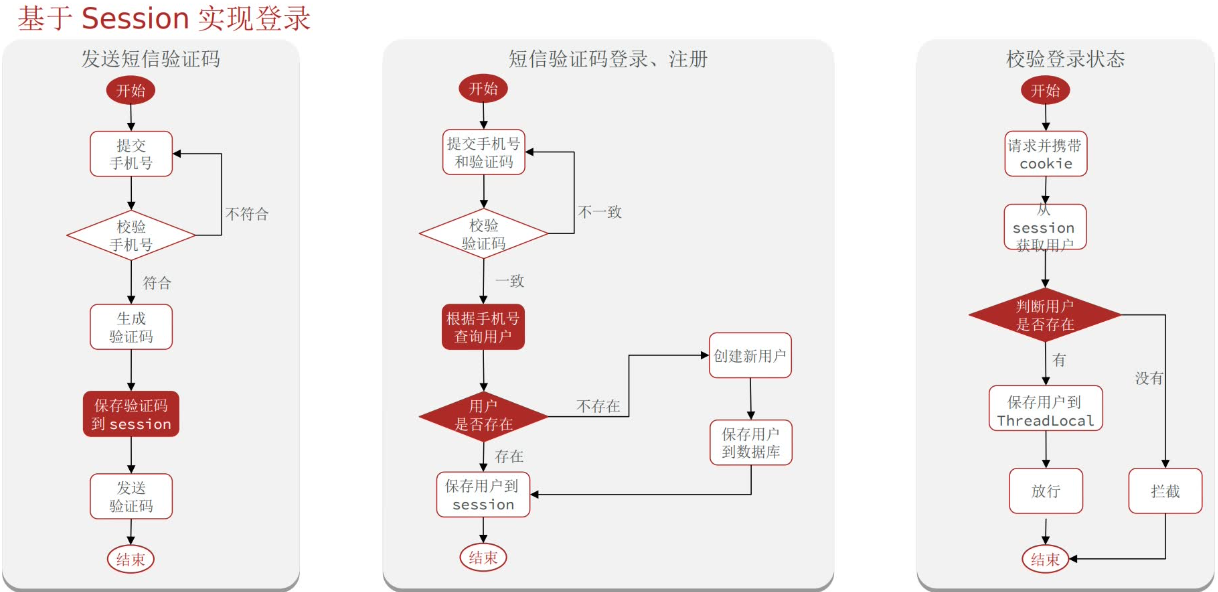 基于 Session 实现登录
发送短信验证码
开始
提交
手机号
校验
手机号
不符合
符合
生成
验证码
保存验证码
到 session
发送
验证码
结束
短信验证码登录、注册
开始
提交手机号
和验证码
校验
验证码
不一致
一致
根据手机号
查询用户
用户
是否存在
不存在
创建新用户
保存用户
到数据库
存在
保存用户到
session
结束
校验登录状态
开始
请求并携带
cookie
从
session
获取用户
判断用户
是否存在
有
没有
保存用户到
ThreadLocal
放行
拦截
结束